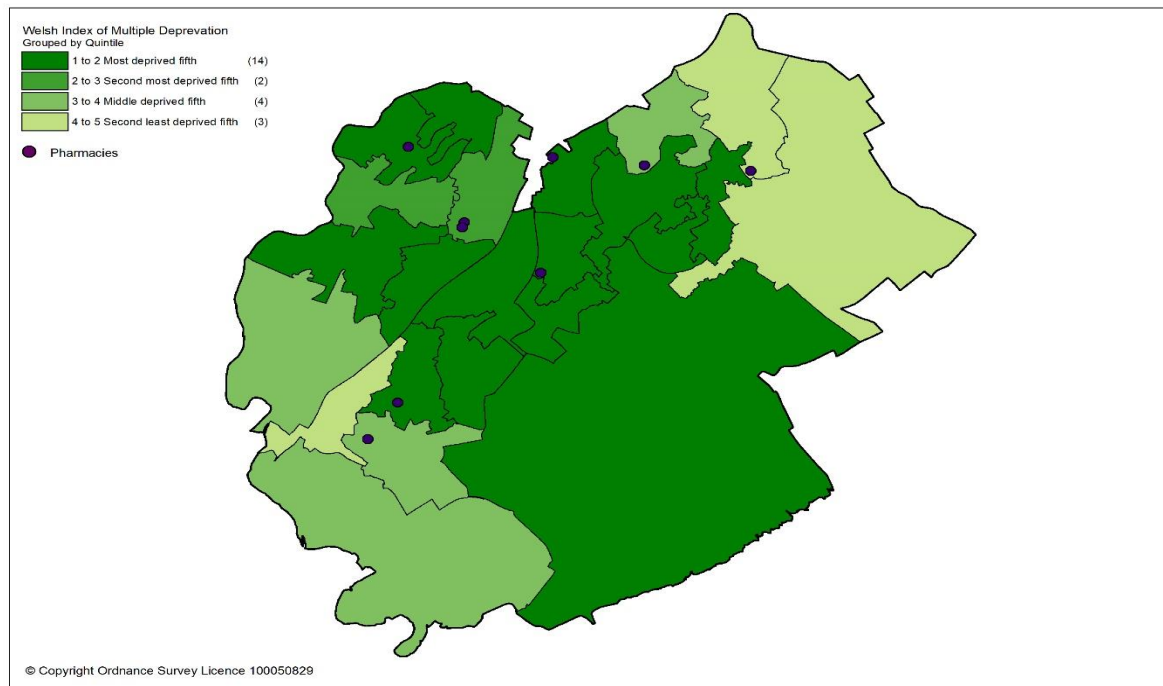 Welsh Index of Multiple Deprevation
Grouped by Quintile
1 to 2 Most deprived fifth (14)
2 to 3 Second most deprived fifth (2)
3 to 4 Middle deprived fifth (4)
4 to 5 Second least deprived fifth (3)
Pharmacies
© Copyright Ordnance Survey Licence 100050829